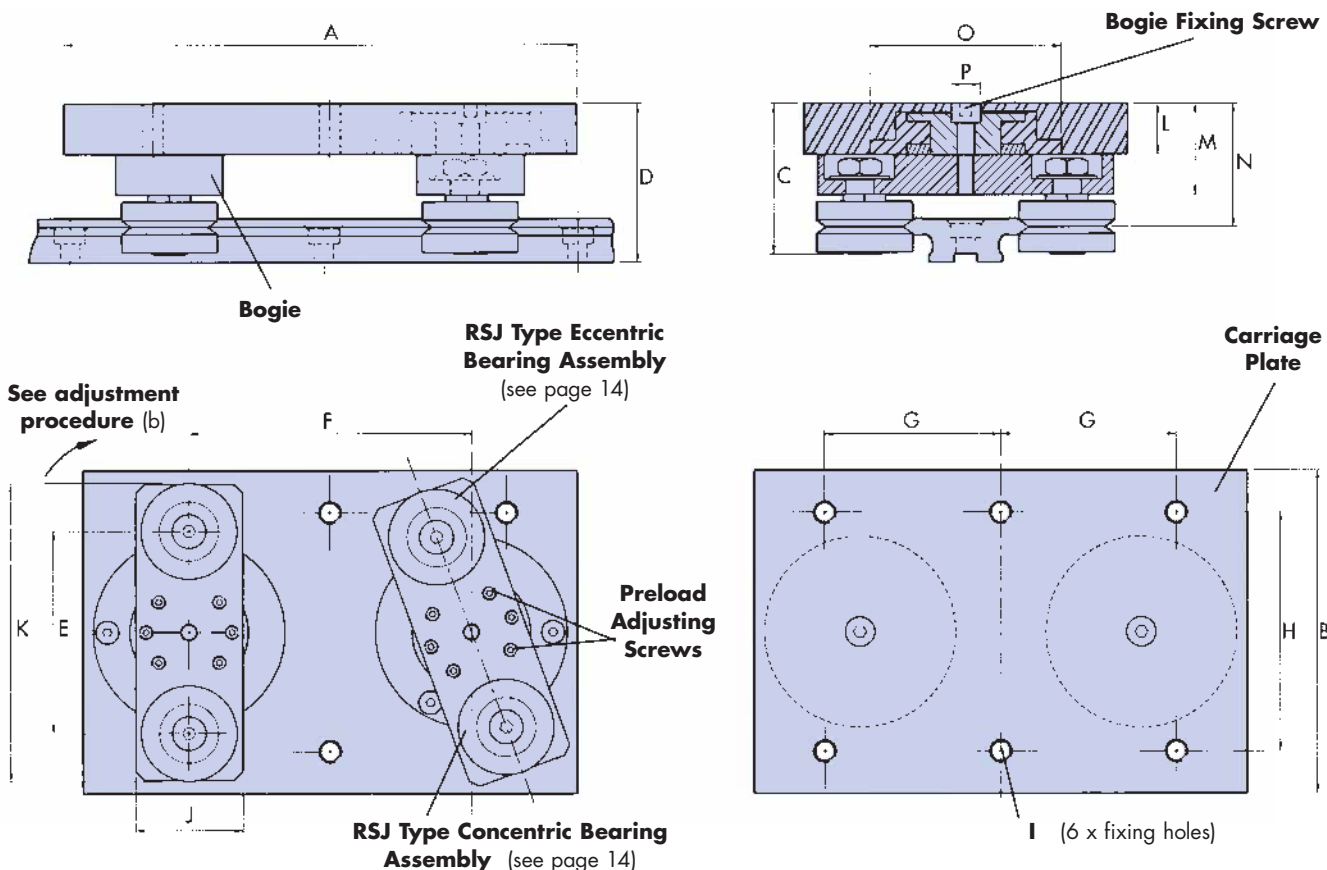 A
O
Bogie Fixing Screw
P
L
M
N
C
D
Bogie
RSJ Type Eccentric
Bearing Assembly
(see page 14)
Carriage
Plate
See adjustment
procedure (b)
F
G
G
K
E
Preload
Adjusting
Screws
H
B
J
RSJ Type Concentric Bearing
Assembly (see page 14)
I (6 x fixing holes)